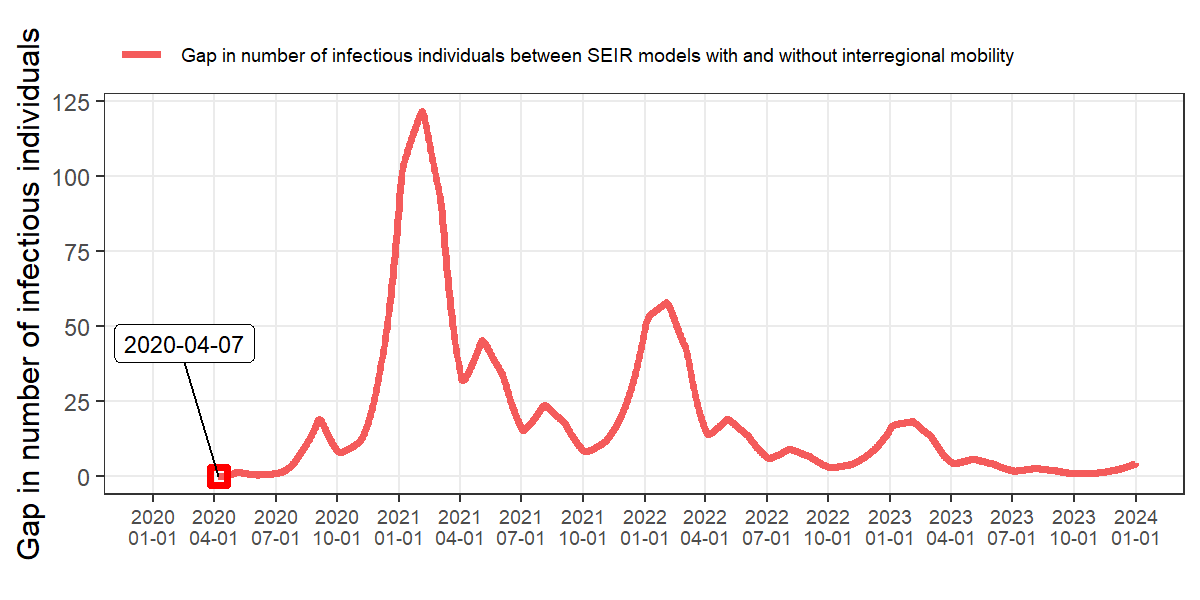 Gap in number of infectious individuals between SEIR models with and without interregional mobility
Gap in number of infectious individuals
125
100
75
50
25
0
2020-04-07
2020 2020 2020 2020 2021 2021 2021 2021 2022 2022 2022 2022 2023 2023 2023 2023 2024
01-01 04-01 07-01 10-01 01-01 04-01 07-01 10-01 01-01 04-01 07-01 10-01 01-01 04-01 07-01 10-01 01-01